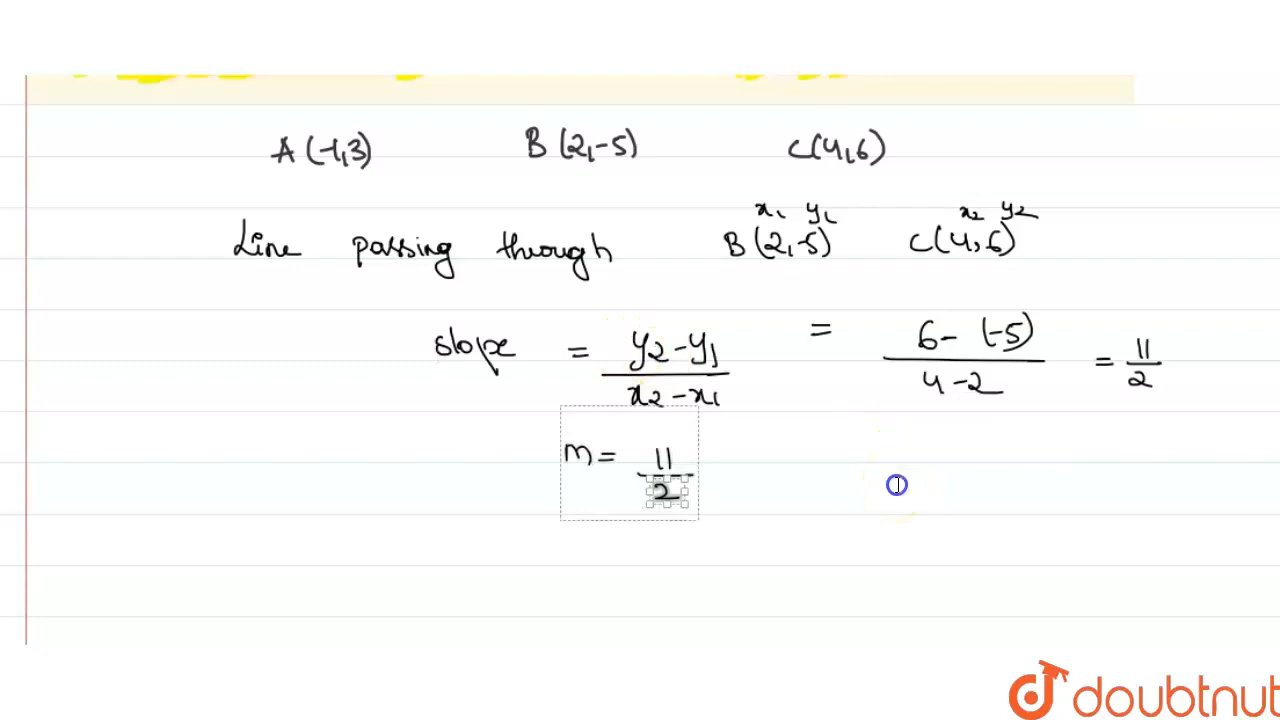 A (-1,3) B (2,-5) C(4,6)
x1 y1 x2 y2
Line passing through B (2,-5) C(4,6)
slope = y2-y1 / x2-x1 = 6-(-5) / 4-2 = 11/2
m = 11/2
doubtnut